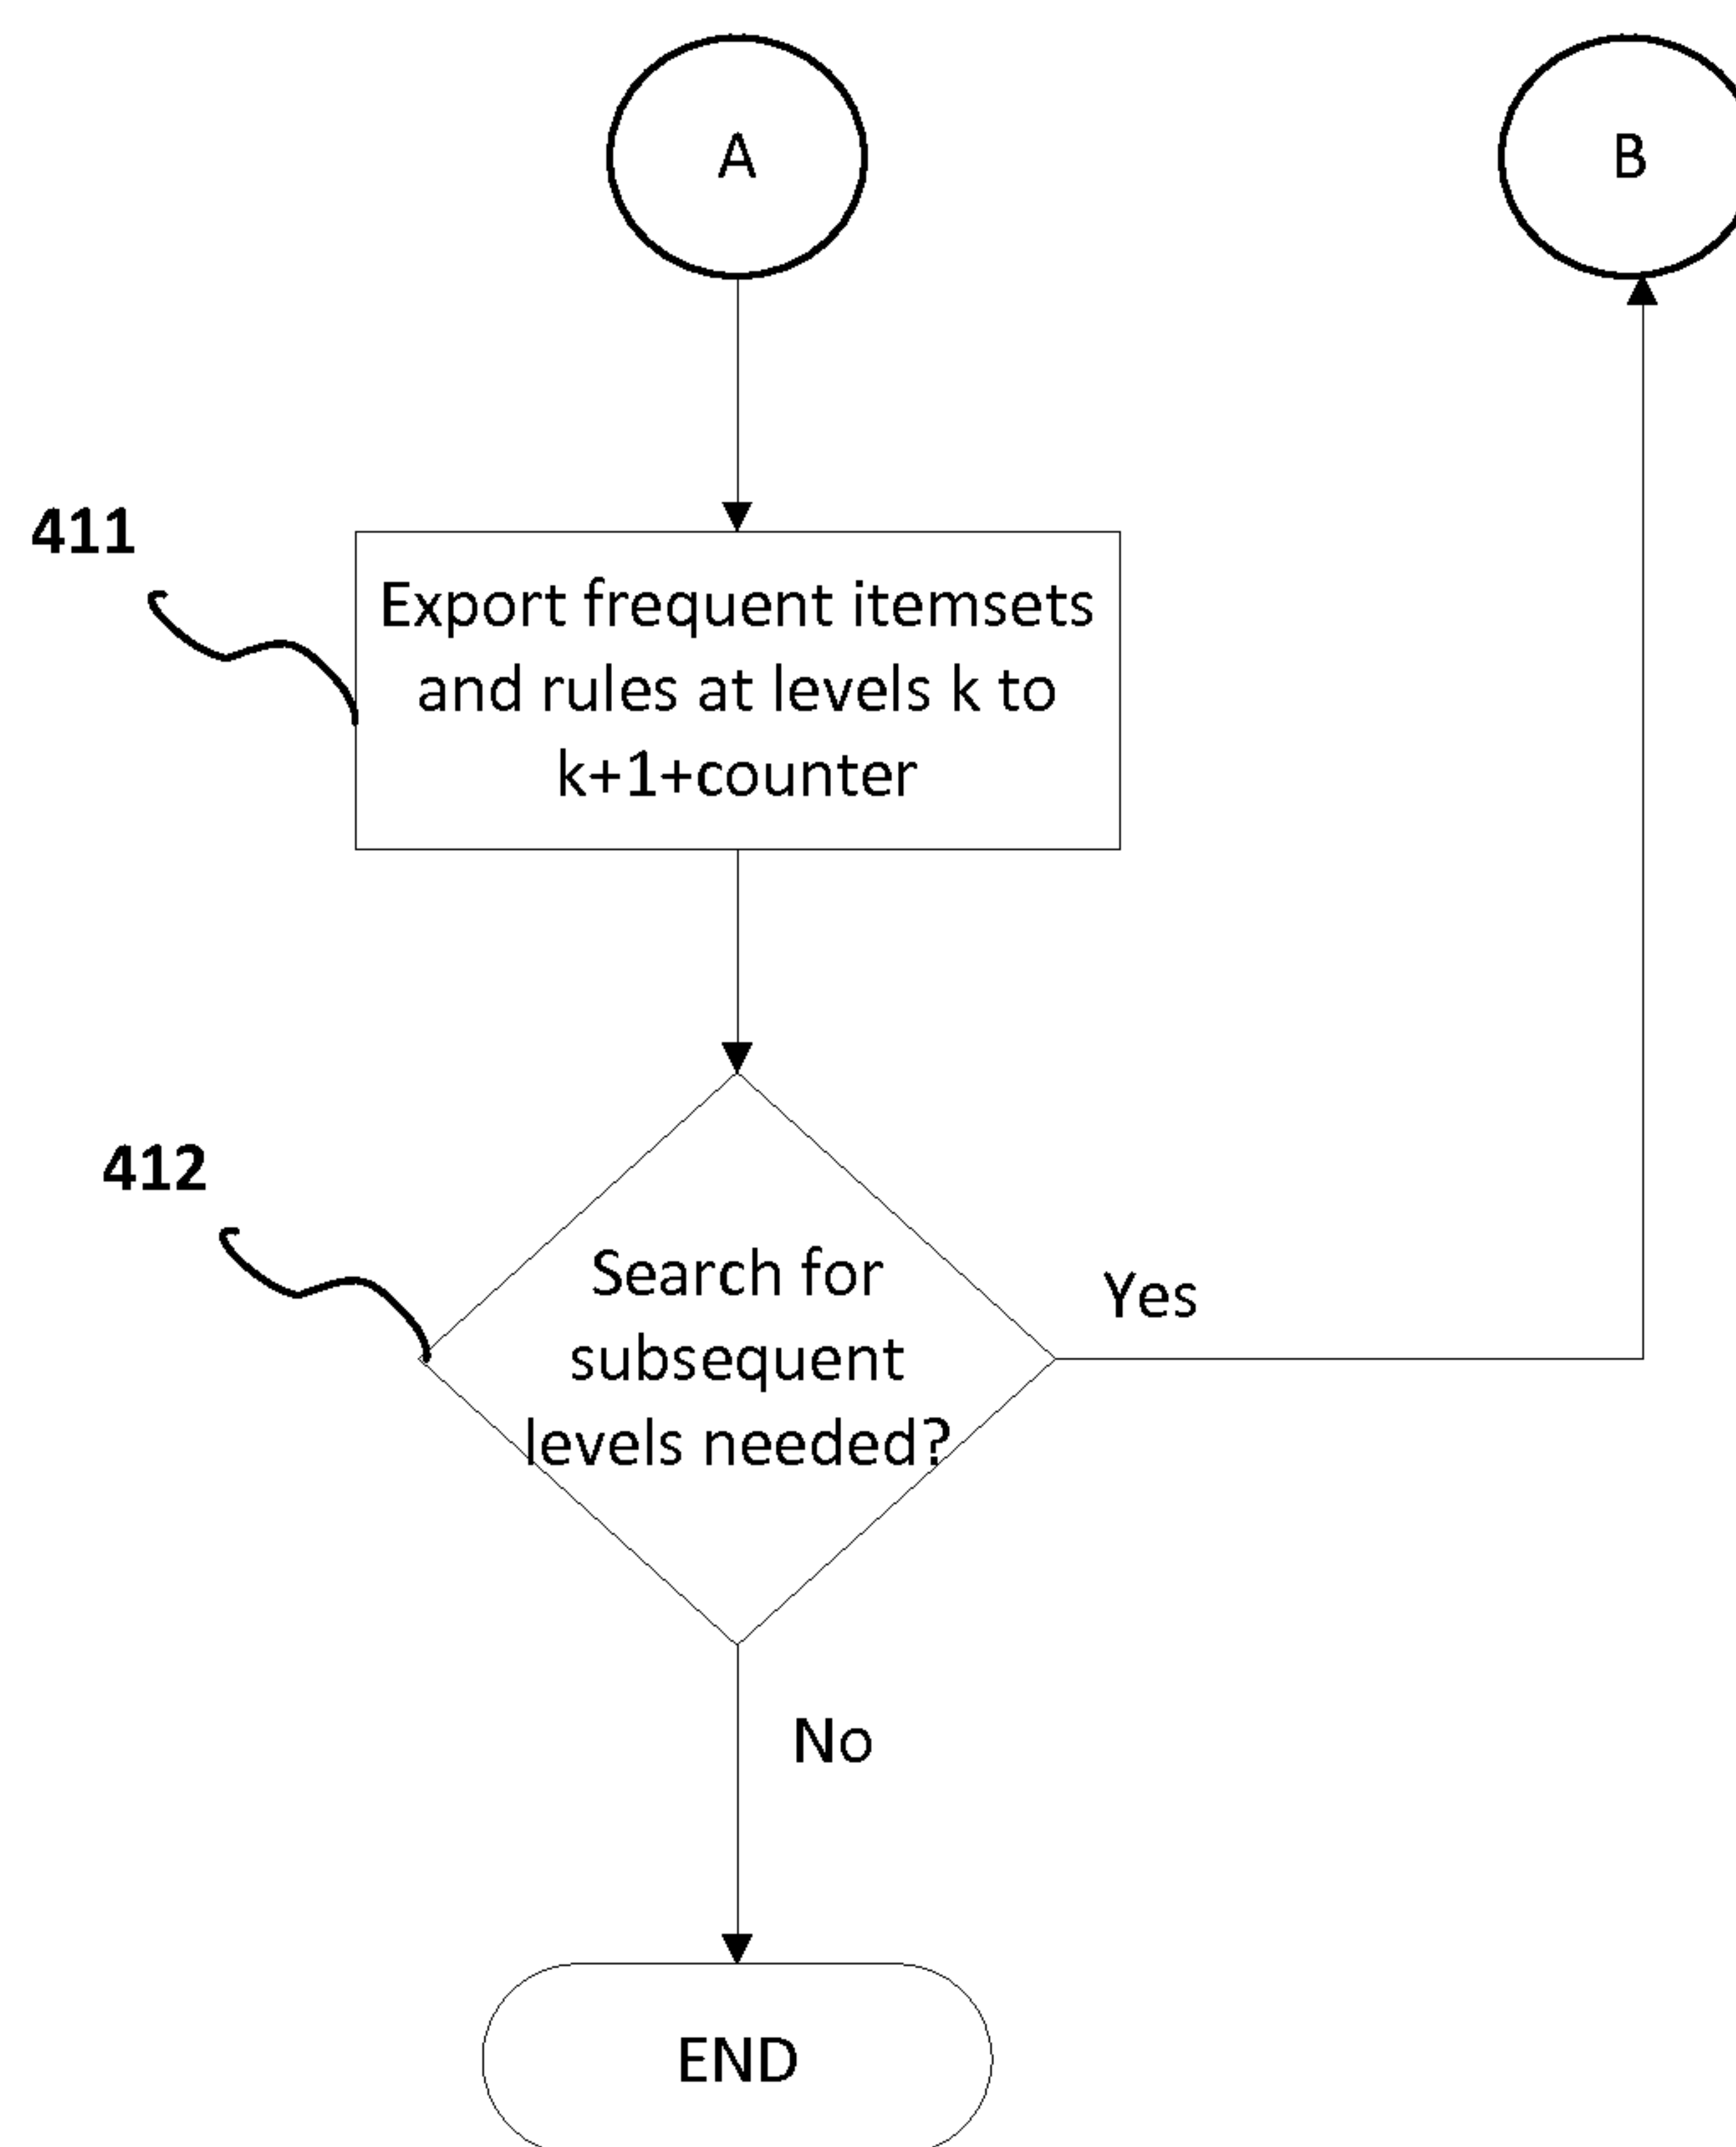 A
B
411
Export frequent itemsets
and rules at levels k to
k+1+counter
412
Search for
subsequent
levels needed?
Yes
No
END